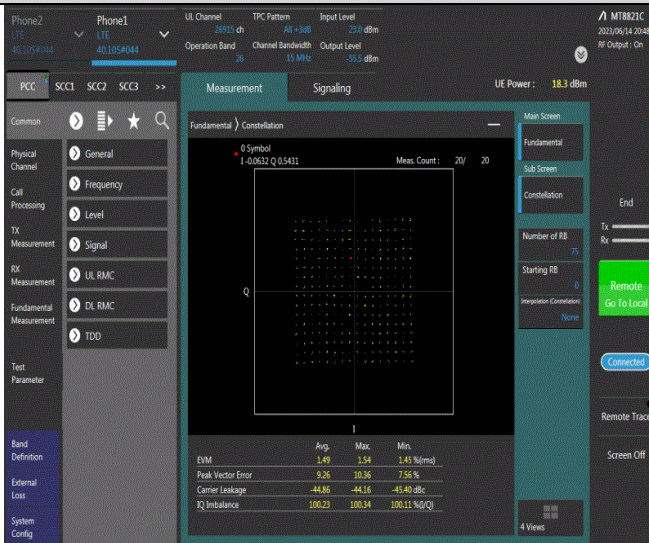 Phone2
LTE
40.105#044
Phone1
LTE
40.105#044
UL Channel
26915 ch
TPC Pattern
All +3dB
Input Level
23.0 dBm
Operation Band
26
Channel Bandwidth
15 MHz
Output Level
-55.5 dBm
MT8821C
2023/06/14 20:48
RF Output : On
PCC
SCC1
SCC2
SCC3
>>
Measurement
Signaling
UE Power : 18.3 dBm
Common
Physical
Channel
Call
Processing
TX
Measurement
RX
Measurement
Fundamental
Measurement
Test
Parameter
Band
Definition
External
Loss
System
Config
General
Frequency
Level
Signal
UL RMC
DL RMC
TDD
Fundamental
Constellation
0 Symbol
I -0.0632 Q 0.5431
Meas. Count : 20/ 20
Q
I
Avg. Max. Min.
EVM 1.49 1.54 1.45 %(rms)
Peak Vector Error 9.26 10.36 7.56 %
Carrier Leakage -44.86 -44.16 -45.40 dBc
IQ Imbalance 100.23 100.34 100.11 %(I/Q)
Main Screen
Fundamental
Sub Screen
Constellation
Number of RB
75
Starting RB
0
Interpolation (Constellation)
None
4 Views
End
Tx
Rx
Remote
Go To Local
Connected
Remote Trace
Screen Off